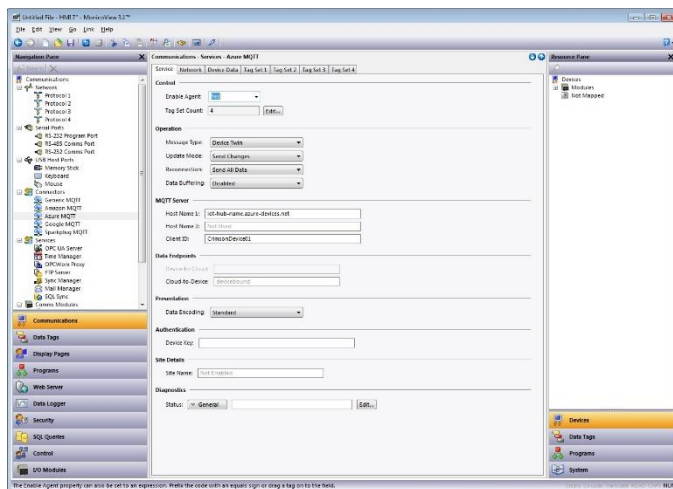 Untitled File - HMI 7" - MonicoView 3.1™
File Edit View Go Link Help
Navigation Pane
Communications
Network
Protocol 1
Protocol 2
Protocol 3
Protocol 4
Serial Ports
RS-232 Program Port
RS-485 Comms Port
RS-232 Comms Port
USB Host Ports
Memory Stick
Keyboard
Mouse
Connectors
Generic MQTT
Amazon MQTT
Azure MQTT
Google MQTT
Sparkplug MQTT
Services
OPC UA Server
Time Manager
OPCWorx Proxy
FTP Server
Sync Manager
Mail Manager
SQL Sync
Comms Modules
Communications
Data Tags
Display Pages
Programs
Web Server
Data Logger
Security
SQL Queries
Control
I/O Modules
Communications - Services - Azure MQTT
Service Network Device Data Tag Set 1 Tag Set 2 Tag Set 3 Tag Set 4
Control
Enable Agent: Yes
Tag Set Count: 4 Edit...
Operation
Message Type: Device Twin
Update Mode: Send Changes
Reconnection: Send All Data
Data Buffering: Disabled
MQTT Server
Host Name 1: iot-hub-name.azure-devices.net
Host Name 2: Not Used
Client ID: CrimsonDevice01
Data Endpoints
Device-to-Cloud:
Cloud-to-Device: devicebound
Presentation
Data Encoding: Standard
Authentication
Device Key:
Site Details
Site Name: Not Enabled
Diagnostics
Status: General Edit...
Resource Pane
Devices
Modules
Not Mapped
Devices
Data Tags
Programs
System
The Enable Agent property can also be set to an expression. Prefix the code with an equals sign or drag a tag on to the field.